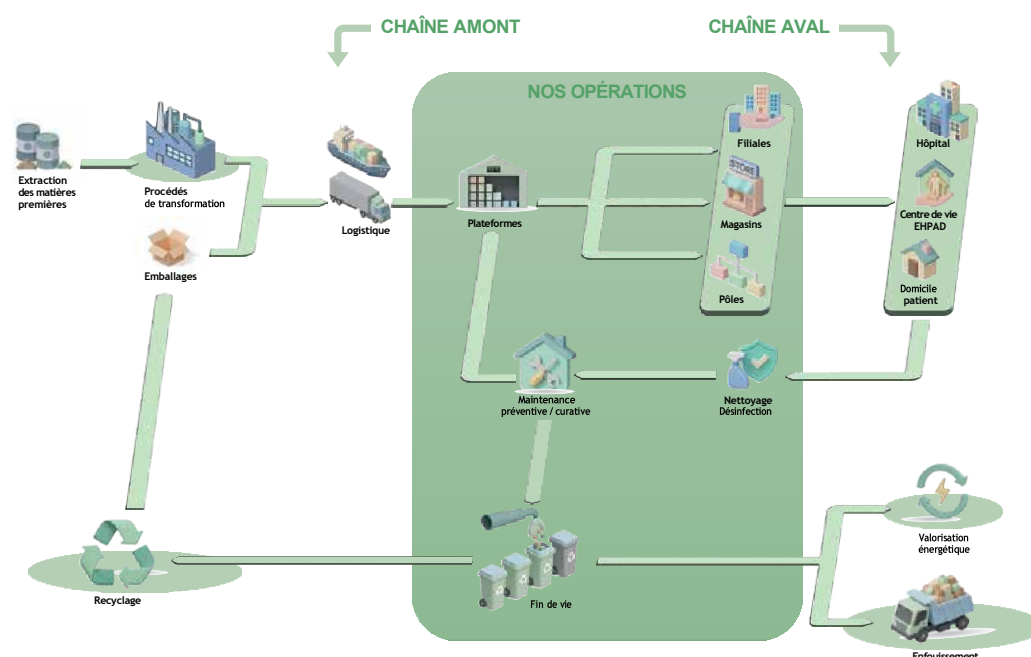 CHAÎNE AMONT
CHAÎNE AVAL
NOS OPÉRATIONS
Extraction
des matières
premières
Procédés
de transformation
Emballages
Logistique
Plateformes
Filiales
STORE
Magasins
Pôles
Hôpital
Centre de vie
EHPAD
Domicile
patient
Maintenance
préventive / curative
Nettoyage
Désinfection
Recyclage
Fin de vie
Valorisation
énergétique
Enfouissement